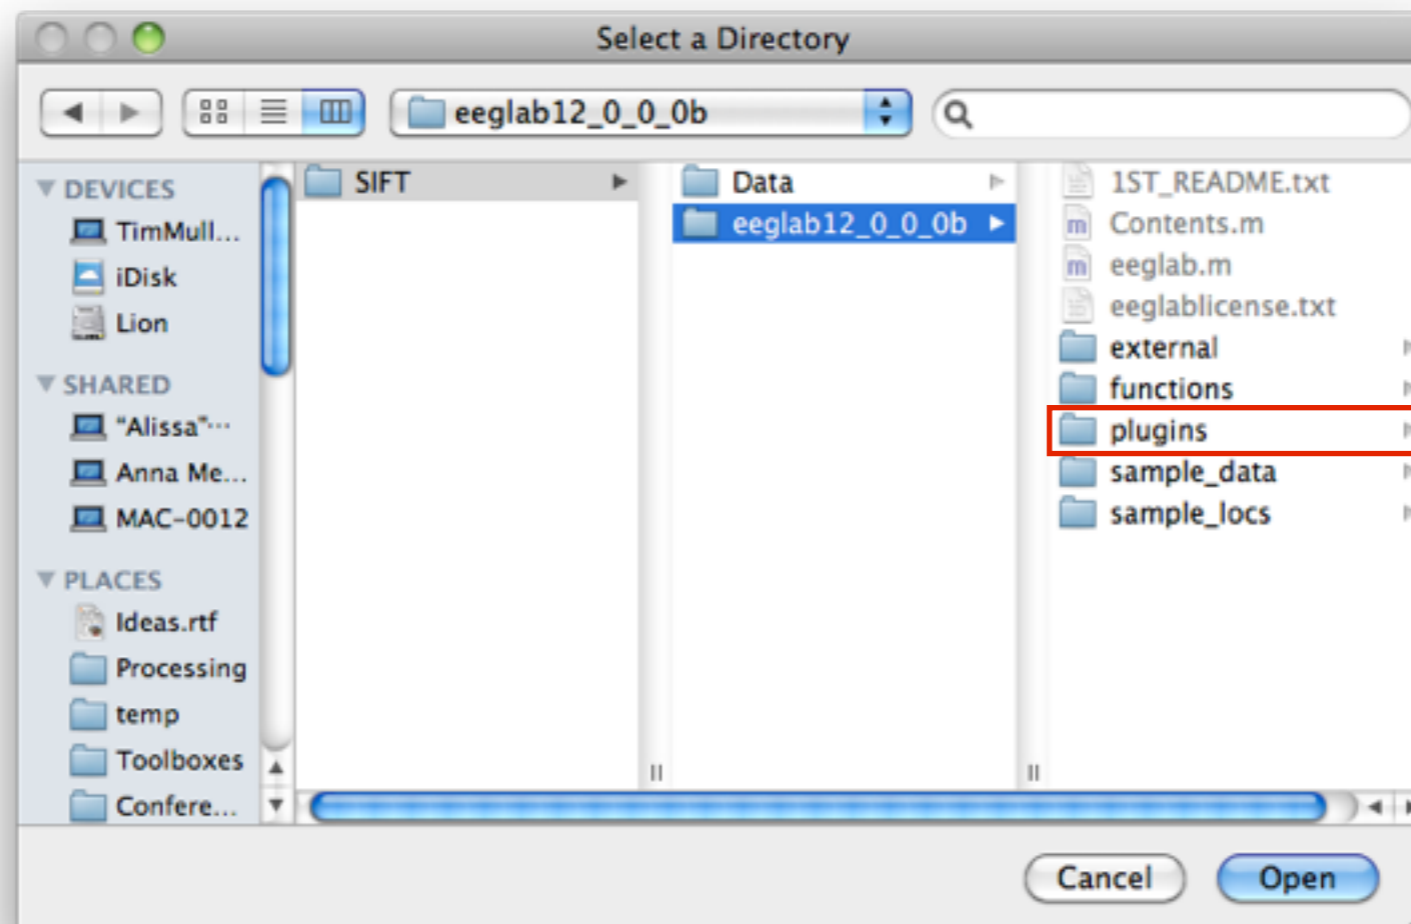 Select a Directory
eeglab12_0_0_0b
DEVICES
TimMull...
iDisk
Lion
SHARED
"Alissa"...
Anna Me...
MAC-0012
PLACES
Ideas.rtf
Processing
temp
Toolboxes
Confere...
SIFT
Data
eeglab12_0_0_0b
1ST_README.txt
m Contents.m
m eeglab.m
eeglablicense.txt
external
functions
plugins
sample_data
sample_locs
Cancel
Open